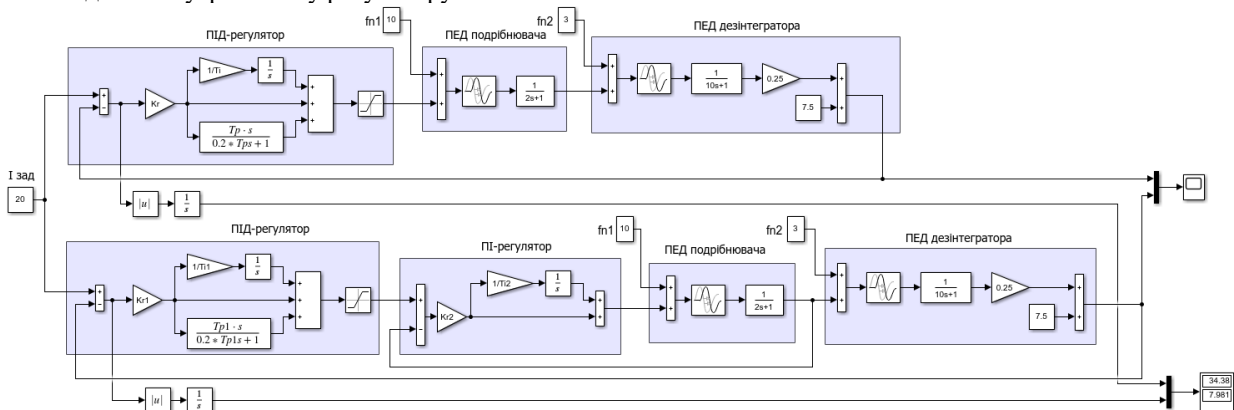 fn1
10
fn2
3
ПІД-регулятор
ПЕД подрібнювача
ПЕД дезінтегратора
1/Ti
1/s
Kr
Tp · s
0.2 * Tps + 1
1
2s+1
1
10s+1
0.25
7.5
I зад
20
|u|
1/s
ПІД-регулятор
ПІ-регулятор
fn1
10
ПЕД подрібнювача
fn2
3
ПЕД дезінтегратора
1/Ti1
1/s
Kr1
Tp1 · s
0.2 * Tp1s + 1
1/Ti2
1/s
Kr2
1
2s+1
1
10s+1
0.25
7.5
|u|
1/s
34.38
7.981